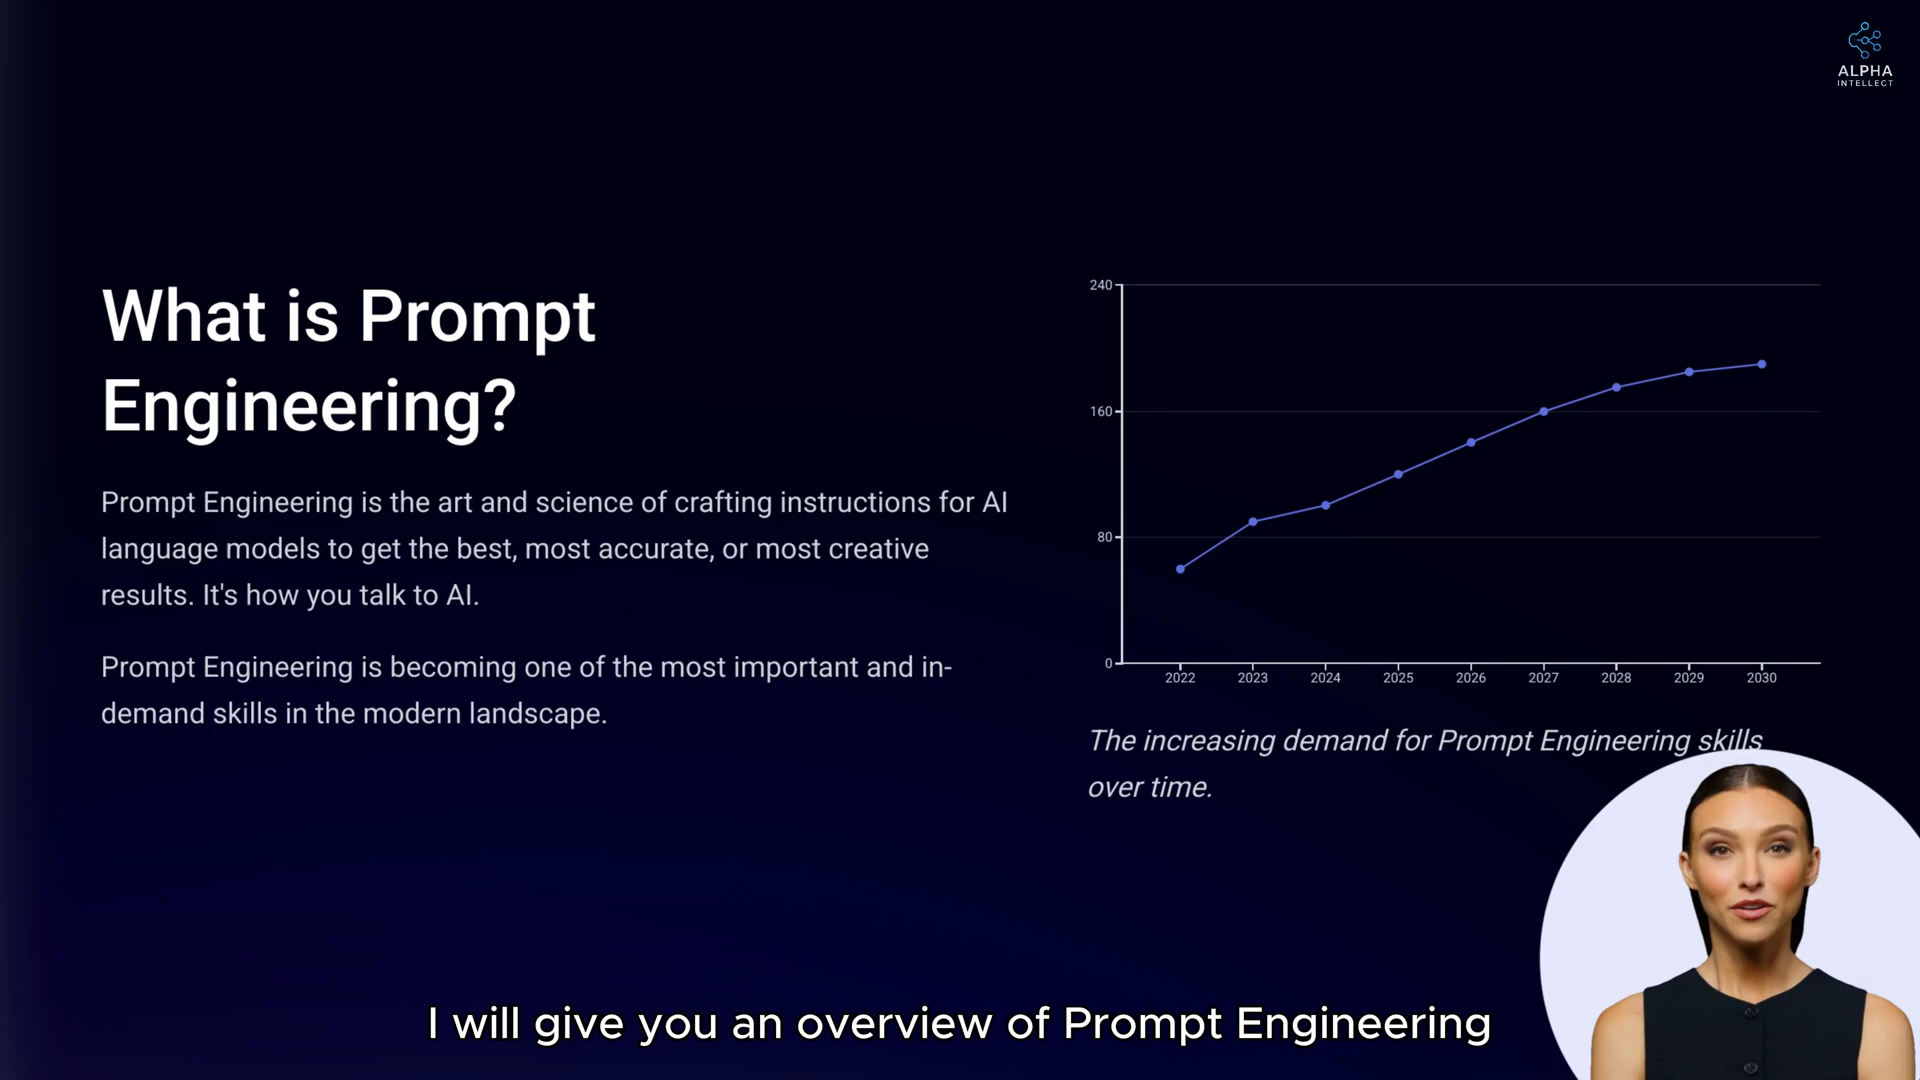 ALPHA
INTELLECT
What is Prompt
Engineering?
Prompt Engineering is the art and science of crafting instructions for AI
language models to get the best, most accurate, or most creative
results. It's how you talk to AI.
Prompt Engineering is becoming one of the most important and in-
demand skills in the modern landscape.
240
160
80
0
2022 2023 2024 2025 2026 2027 2028 2029 2030
The increasing demand for Prompt Engineering skills
over time.
I will give you an overview of Prompt Engineering